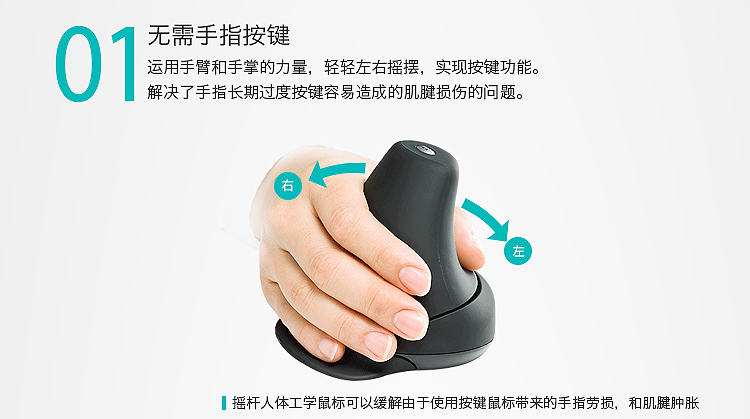 01
无需手指按键
运用手臂和手掌的力量，轻轻左右摇摆，实现按键功能。
解决了手指长期过度按键容易造成的肌腱损伤的问题。
右
左
摇杆人体工学鼠标可以缓解由于使用按键鼠标带来的手指劳损，和肌腱肿胀